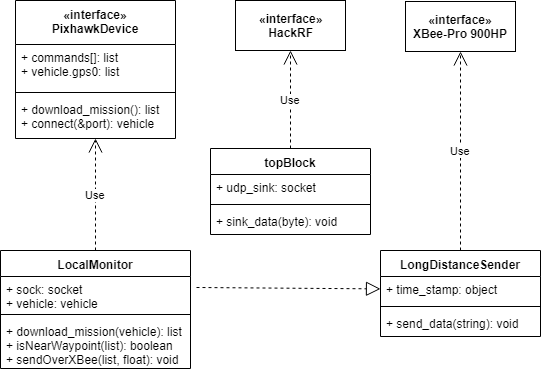 «interface»
PixhawkDevice
+ commands[]: list
+ vehicle.gps0: list
+ download_mission(): list
+ connect(&port): vehicle
«interface»
HackRF
«interface»
XBee-Pro 900HP
Use
Use
Use
topBlock
+ udp_sink: socket
+ sink_data(byte): void
LocalMonitor
+ sock: socket
+ vehicle: vehicle
+ download_mission(vehicle): list
+ isNearWaypoint(list): boolean
+ sendOverXBee(list, float): void
LongDistanceSender
+ time_stamp: object
+ send_data(string): void